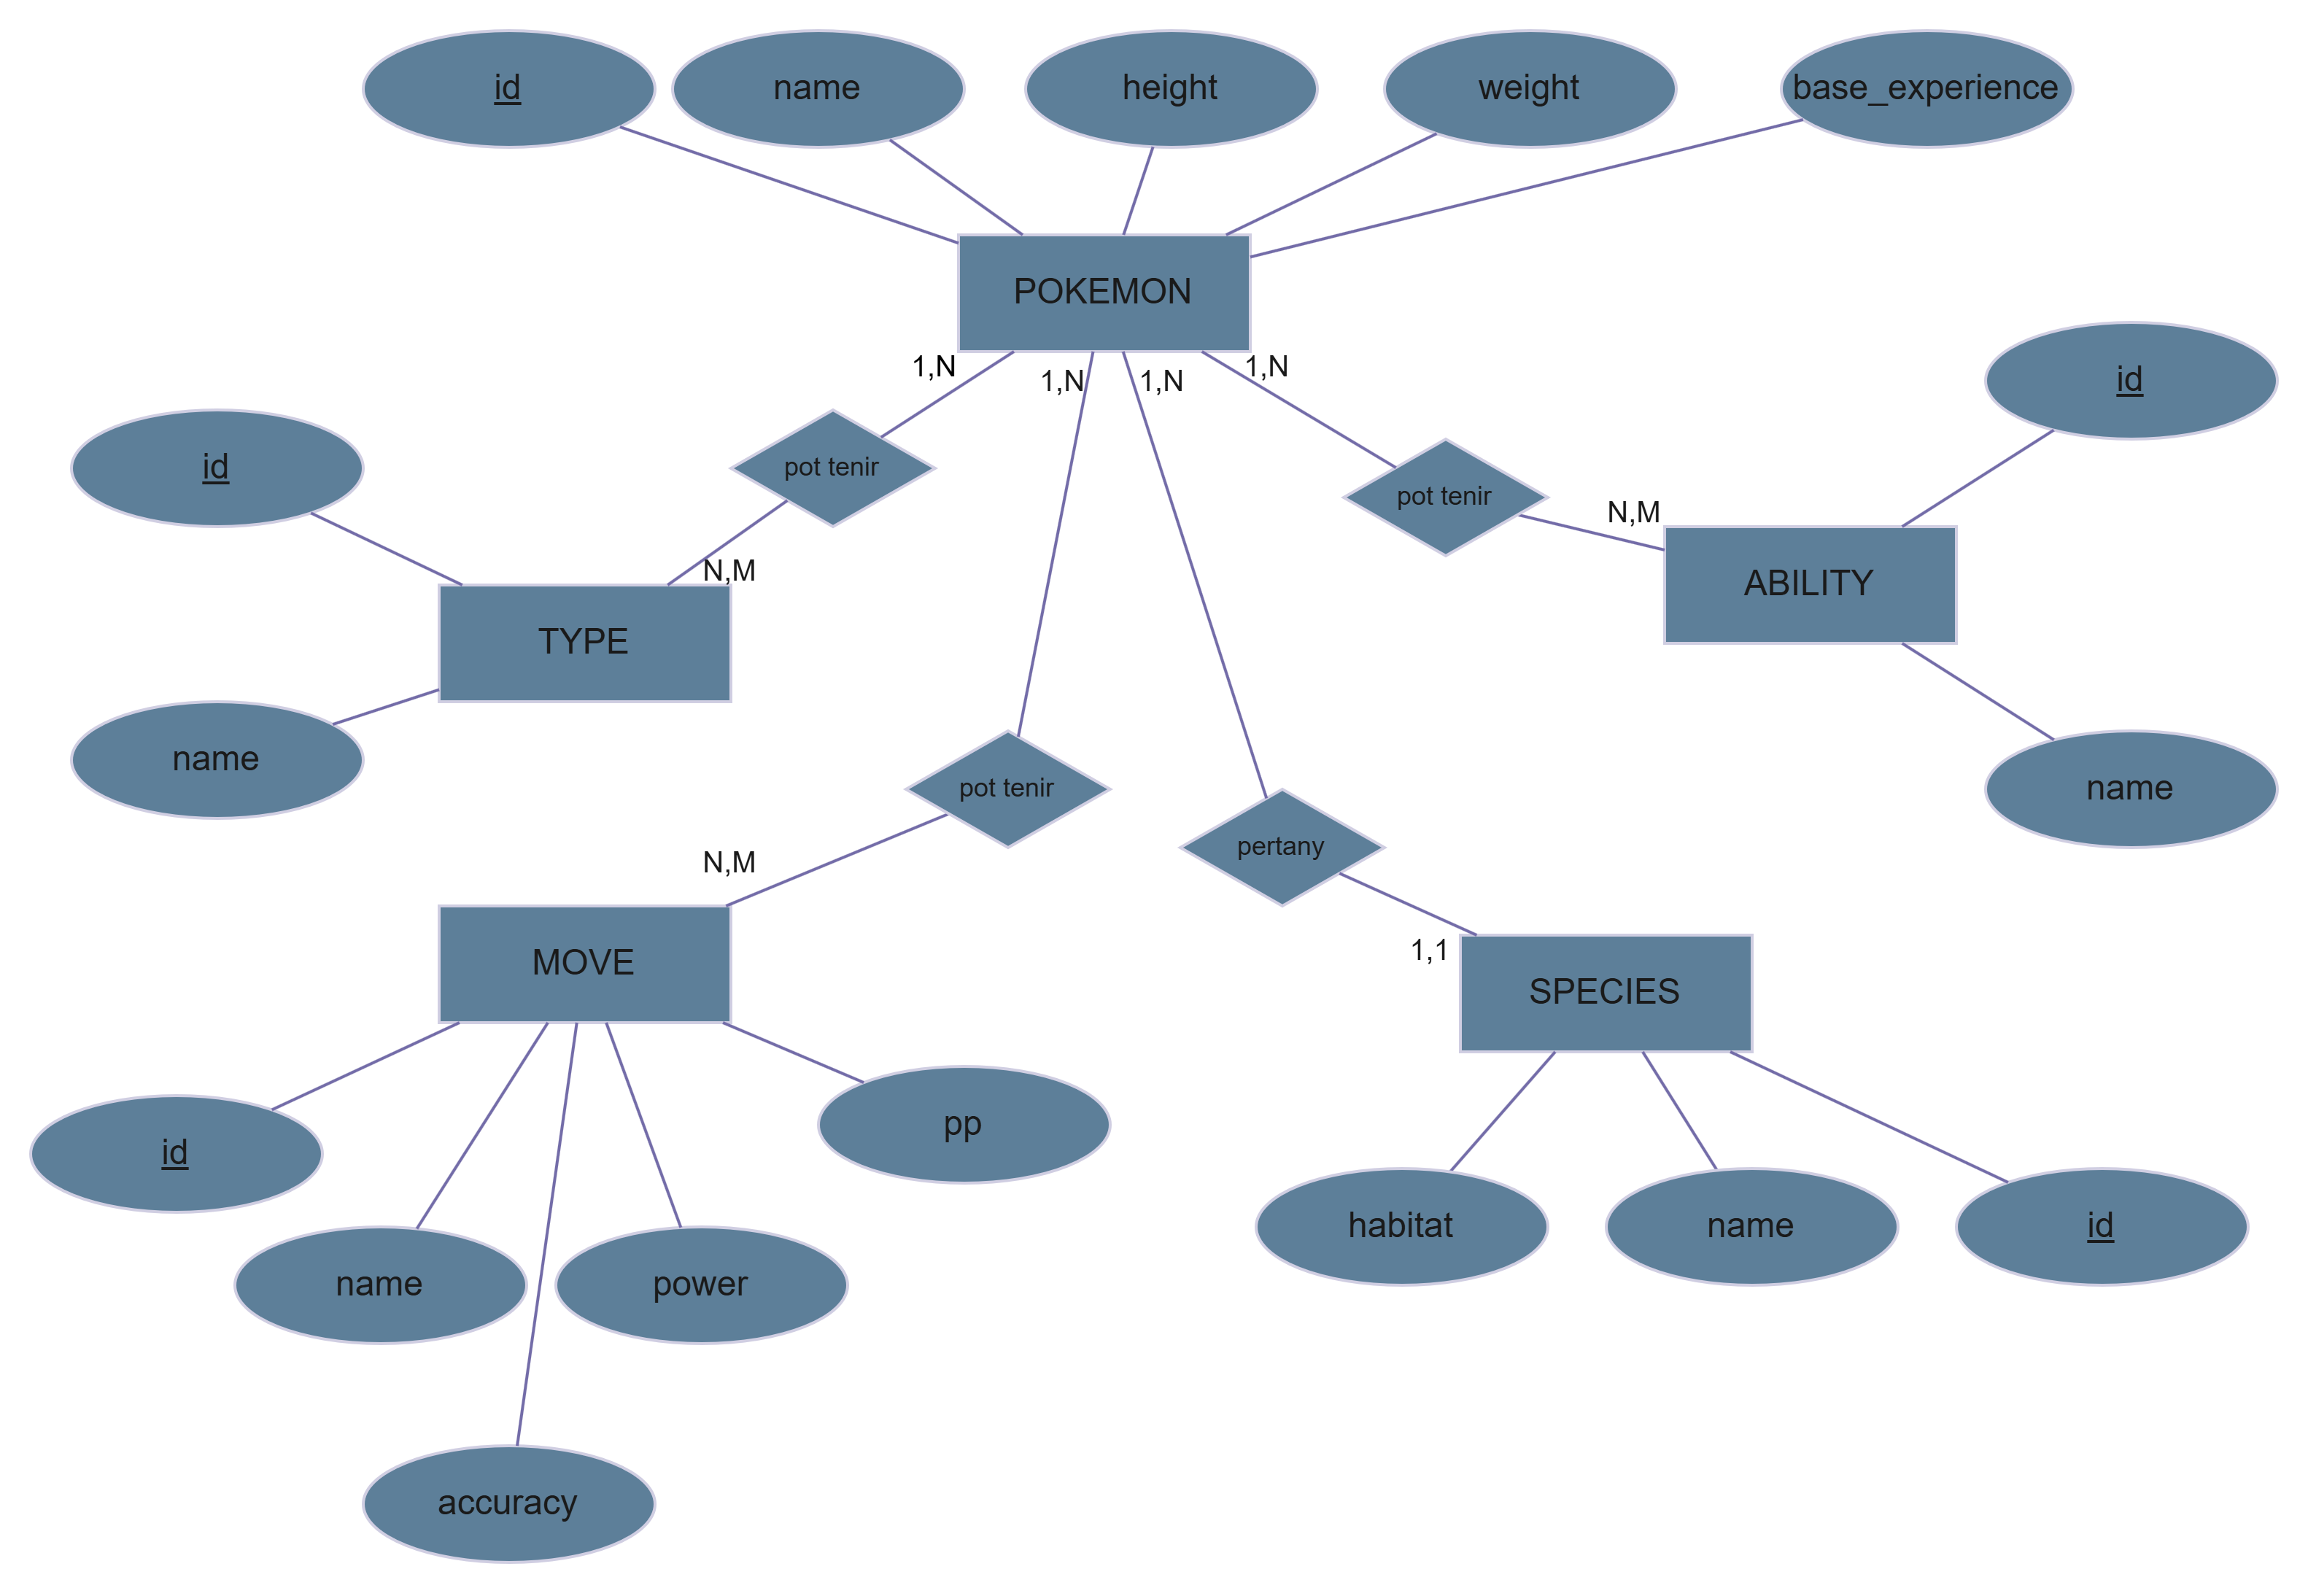 id
name
height
weight
base_experience
POKEMON
1,N
1,N
1,N
1,N
id
id
pot tenir
pot tenir
N,M
N,M
ABILITY
TYPE
name
pot tenir
name
pertany
N,M
1,1
MOVE
SPECIES
pp
id
habitat
name
id
name
power
accuracy